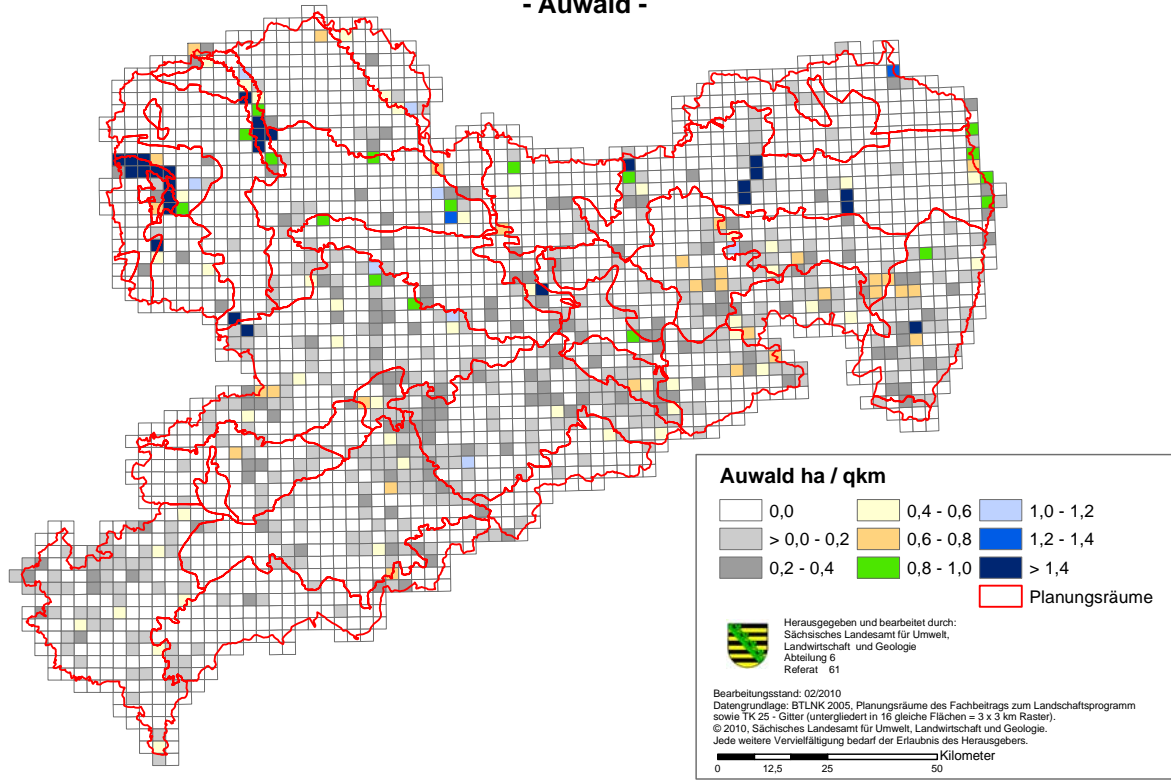 - Auwald -
Auwald ha / qkm
0,0
> 0,0 - 0,2
0,2 - 0,4
0,4 - 0,6
0,6 - 0,8
0,8 - 1,0
1,0 - 1,2
1,2 - 1,4
> 1,4
Planungsräume
Herausgegeben und bearbeitet durch:
Sächsisches Landesamt für Umwelt,
Landwirtschaft und Geologie
Abteilung 6
Referat 61
Bearbeitungsstand: 02/2010
Datengrundlage: BTLNK 2005, Planungsräume des Fachbeitrags zum Landschaftsprogramm
sowie TK 25 - Gitter (untergliedert in 16 gleiche Flächen = 3 x 3 km Raster).
© 2010, Sächsisches Landesamt für Umwelt, Landwirtschaft und Geologie.
Jede weitere Vervielfältigung bedarf der Erlaubnis des Herausgebers.
Kilometer
0 12,5 25 50